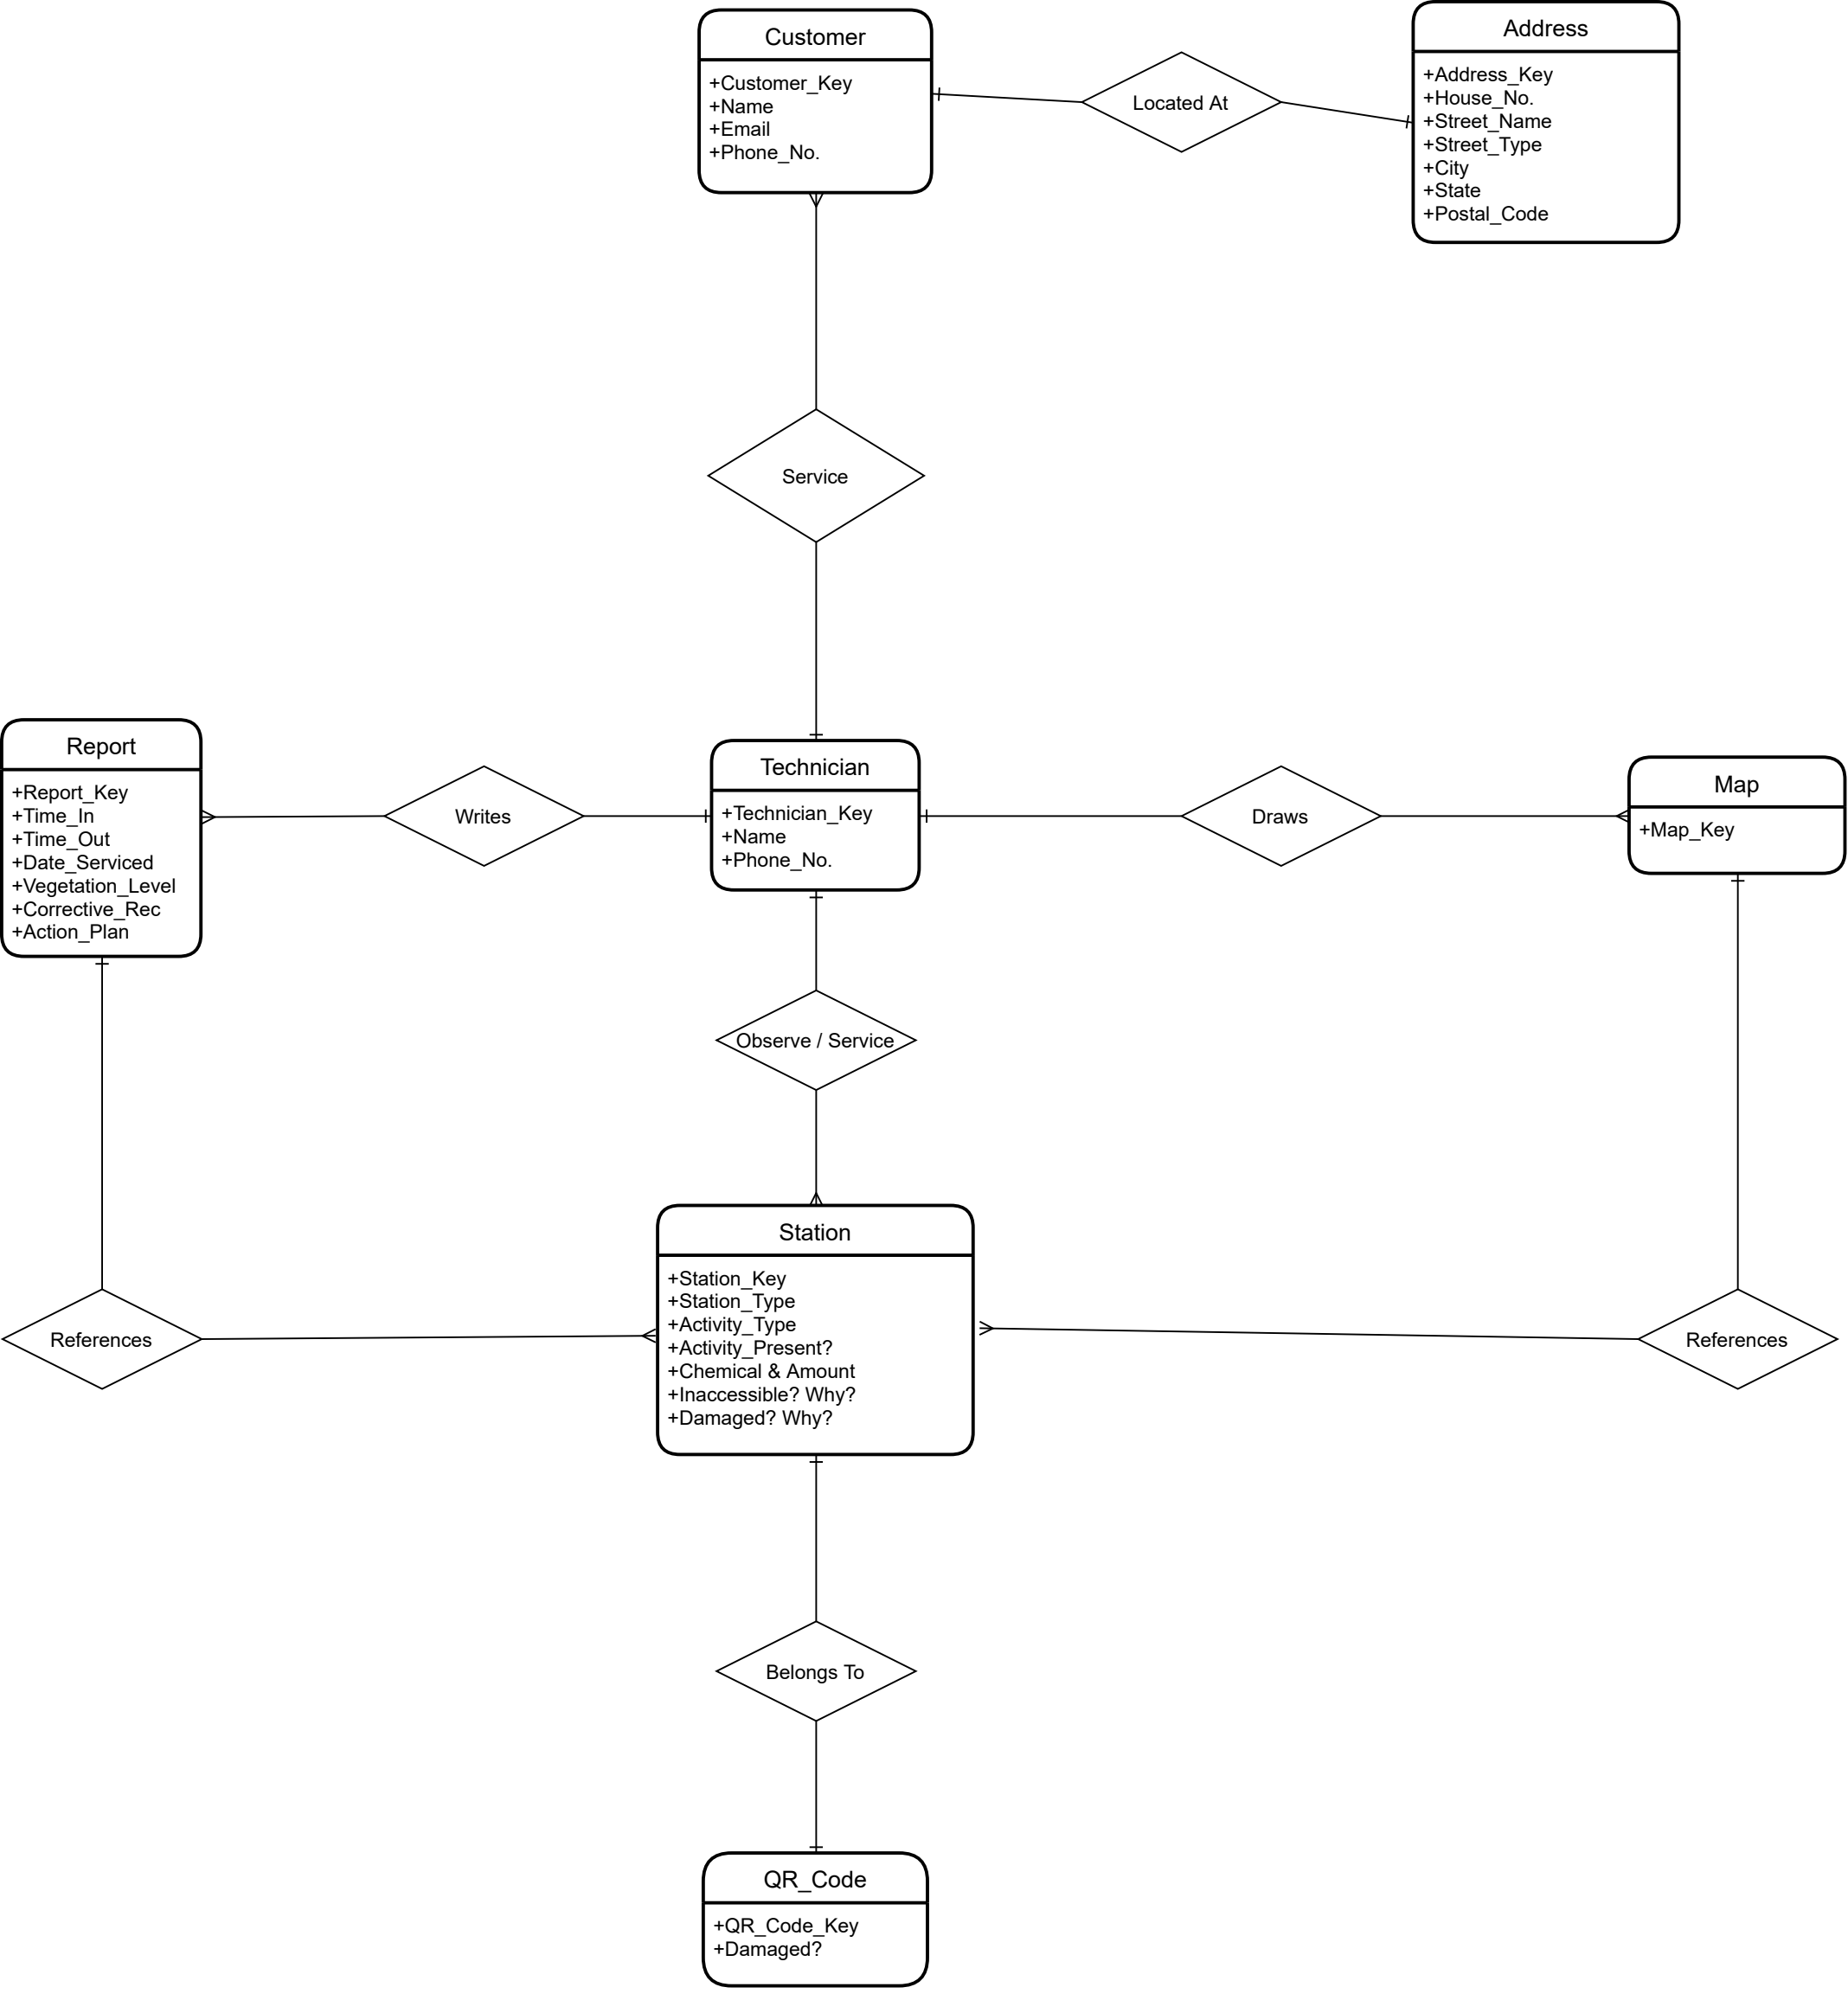 Customer
+Customer_Key
+Name
+Email
+Phone_No.
Located At
Address
+Address_Key
+House_No.
+Street_Name
+Street_Type
+City
+State
+Postal_Code
Service
Report
+Report_Key
+Time_In
+Time_Out
+Date_Serviced
+Vegetation_Level
+Corrective_Rec
+Action_Plan
Writes
Technician
+Technician_Key
+Name
+Phone_No.
Draws
Map
+Map_Key
Observe / Service
References
Station
+Station_Key
+Station_Type
+Activity_Type
+Activity_Present?
+Chemical & Amount
+Inaccessible? Why?
+Damaged? Why?
References
Belongs To
QR_Code
+QR_Code_Key
+Damaged?